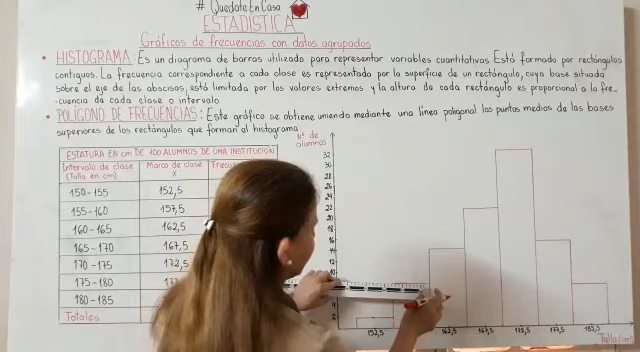 # QuedateEnCasa
ESTADÍSTICA
Gráficos de frecuencias con datos agrupados
• HISTOGRAMA: Es un diagrama de barras utilizado para representar variables cuantitativas. Está formado por rectángulos
contiguos. La frecuencia correspondiente a cada clase es representado por la superficie de un rectángulo, cuya base situada
sobre el eje de las abscisas, está limitada por los valores extremos y la altura de cada rectángulo es proporcional a la fre-
cuencia de cada clase o intervalo.
• POLÍGONO DE FRECUENCIAS: Este gráfico se obtiene uniendo mediante una línea poligonal los puntos medios de las bases
superiores de los rectángulos que forman al histograma
ESTATURA EN cm DE 100 ALUMNOS DE UNA INSTITUCIÓN
Intervalo de clase (Talla en cm) Marca de clase x
150-155 152,5
155-160 157,5
160-165 162,5
165-170 167,5
170-175 172,5
175-180
180-185
Totales
Nº de alumnos
32
30
28
26
24
22
20
18
16
14
12
10
4
2
152,5 162,5 167,5 172,5 177,5 182,5
Talla (cm)